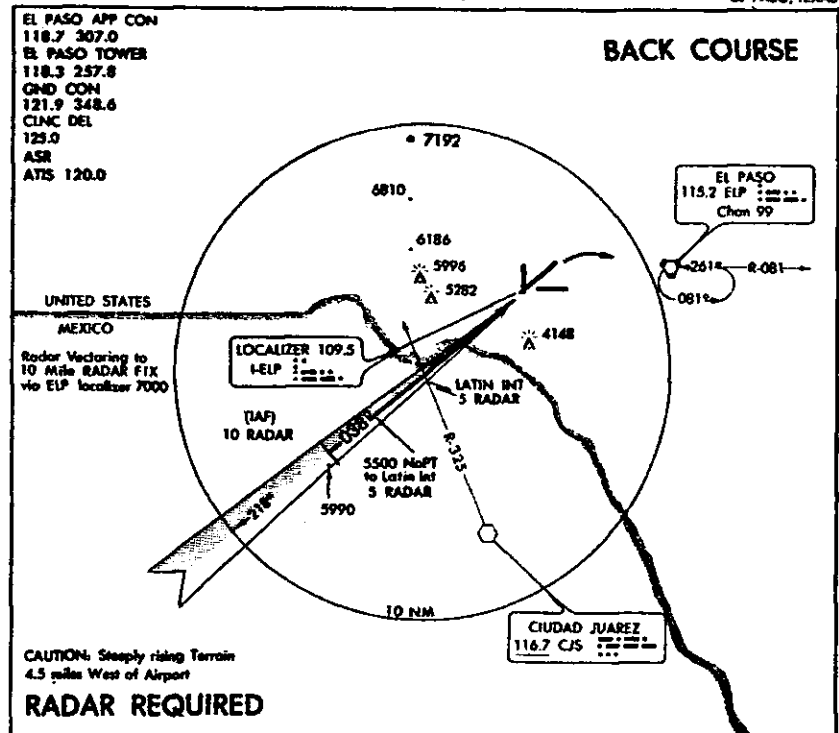 EL PASO APP CON
118.7 307.0
EL PASO TOWER
118.3 257.8
GND CON
121.9 348.6
CLNC DEL
125.0
ASR
ATIS 120.0
BACK COURSE
7192
6810
6186
5996
5282
EL PASO
115.2 ELP
Chan 99
261°
R-081
081°
UNITED STATES
MEXICO
4148
LOCALIZER 109.5
I-ELP
Radar Vectoring to
10 Mile RADAR FIX
via ELP localizer 7000
LATIN INT
5 RADAR
(IAF)
10 RADAR
038°
R-325
5500 NoPT
to Latin Int
5 RADAR
5990
218°
10 NM
CIUDAD JUAREZ
116.7 CJS
CAUTION: Steeply rising Terrain
4.5 miles West of Airport
RADAR REQUIRED